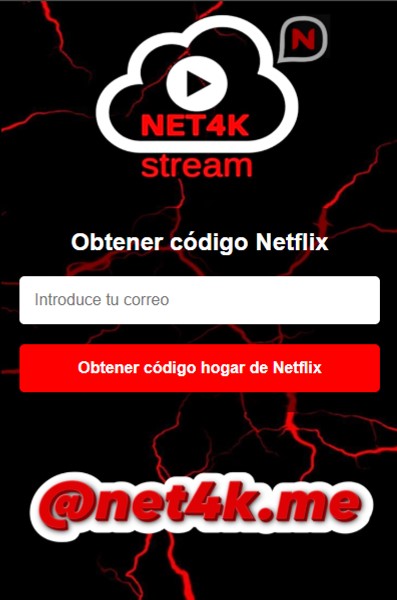 N
NET4K
stream
Obtener código Netflix
Introduce tu correo
Obtener código hogar de Netflix
@net4k.me